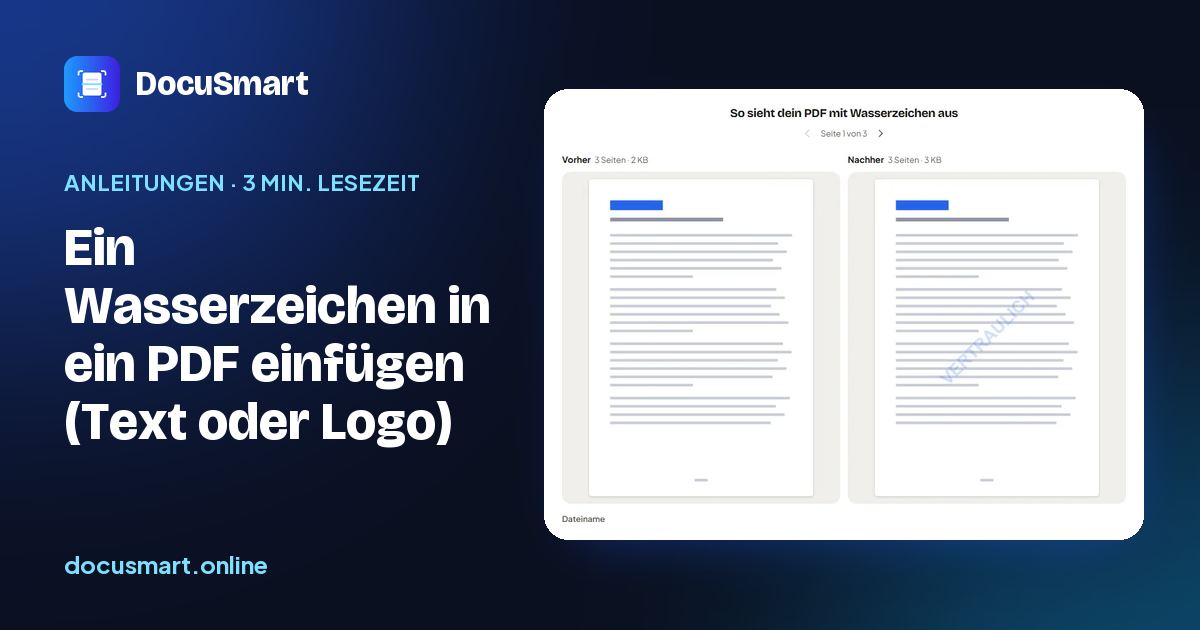 DocuSmart
ANLEITUNGEN · 3 MIN. LESEZEIT
Ein
Wasserzeichen in
ein PDF einfügen
(Text oder Logo)
docusmart.online
So sieht dein PDF mit Wasserzeichen aus
Seite 1 von 3
Vorher 3 Seiten · 2 KB
Nachher 3 Seiten · 3 KB
VERTRAULICH
Dateiname